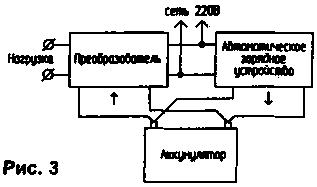 сеть 220В
Нагрузка
Преобразователь
Автоматическое
зарядное
устройство
Аккумулятор
Рис. 3